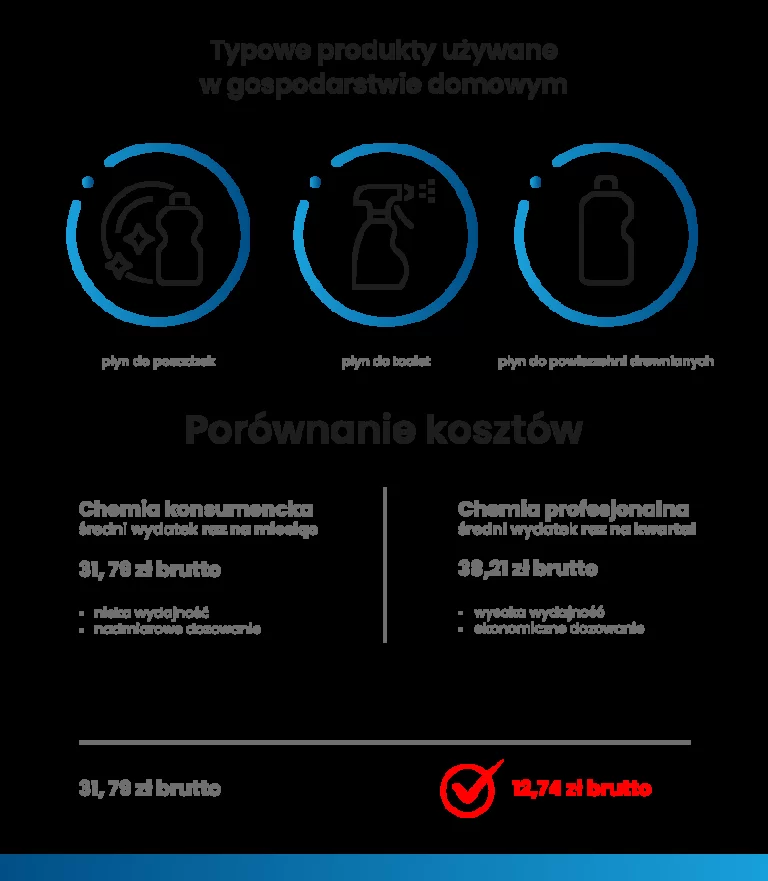 Typowe produkty używane
w gospodarstwie domowym
płyn do posadzek
płyn do toalet
płyn do powierzchni drewnianych
Porównanie kosztów
Chemia konsumencka
średni wydatek raz na miesiąc
31, 79 zł brutto
• niska wydajność
• nadmiarowe dozowanie
Chemia profesjonalna
średni wydatek raz na kwartał
38,21 zł brutto
• wysoka wydajność
• ekonomiczne dozowanie
31, 79 zł brutto
12,74 zł brutto